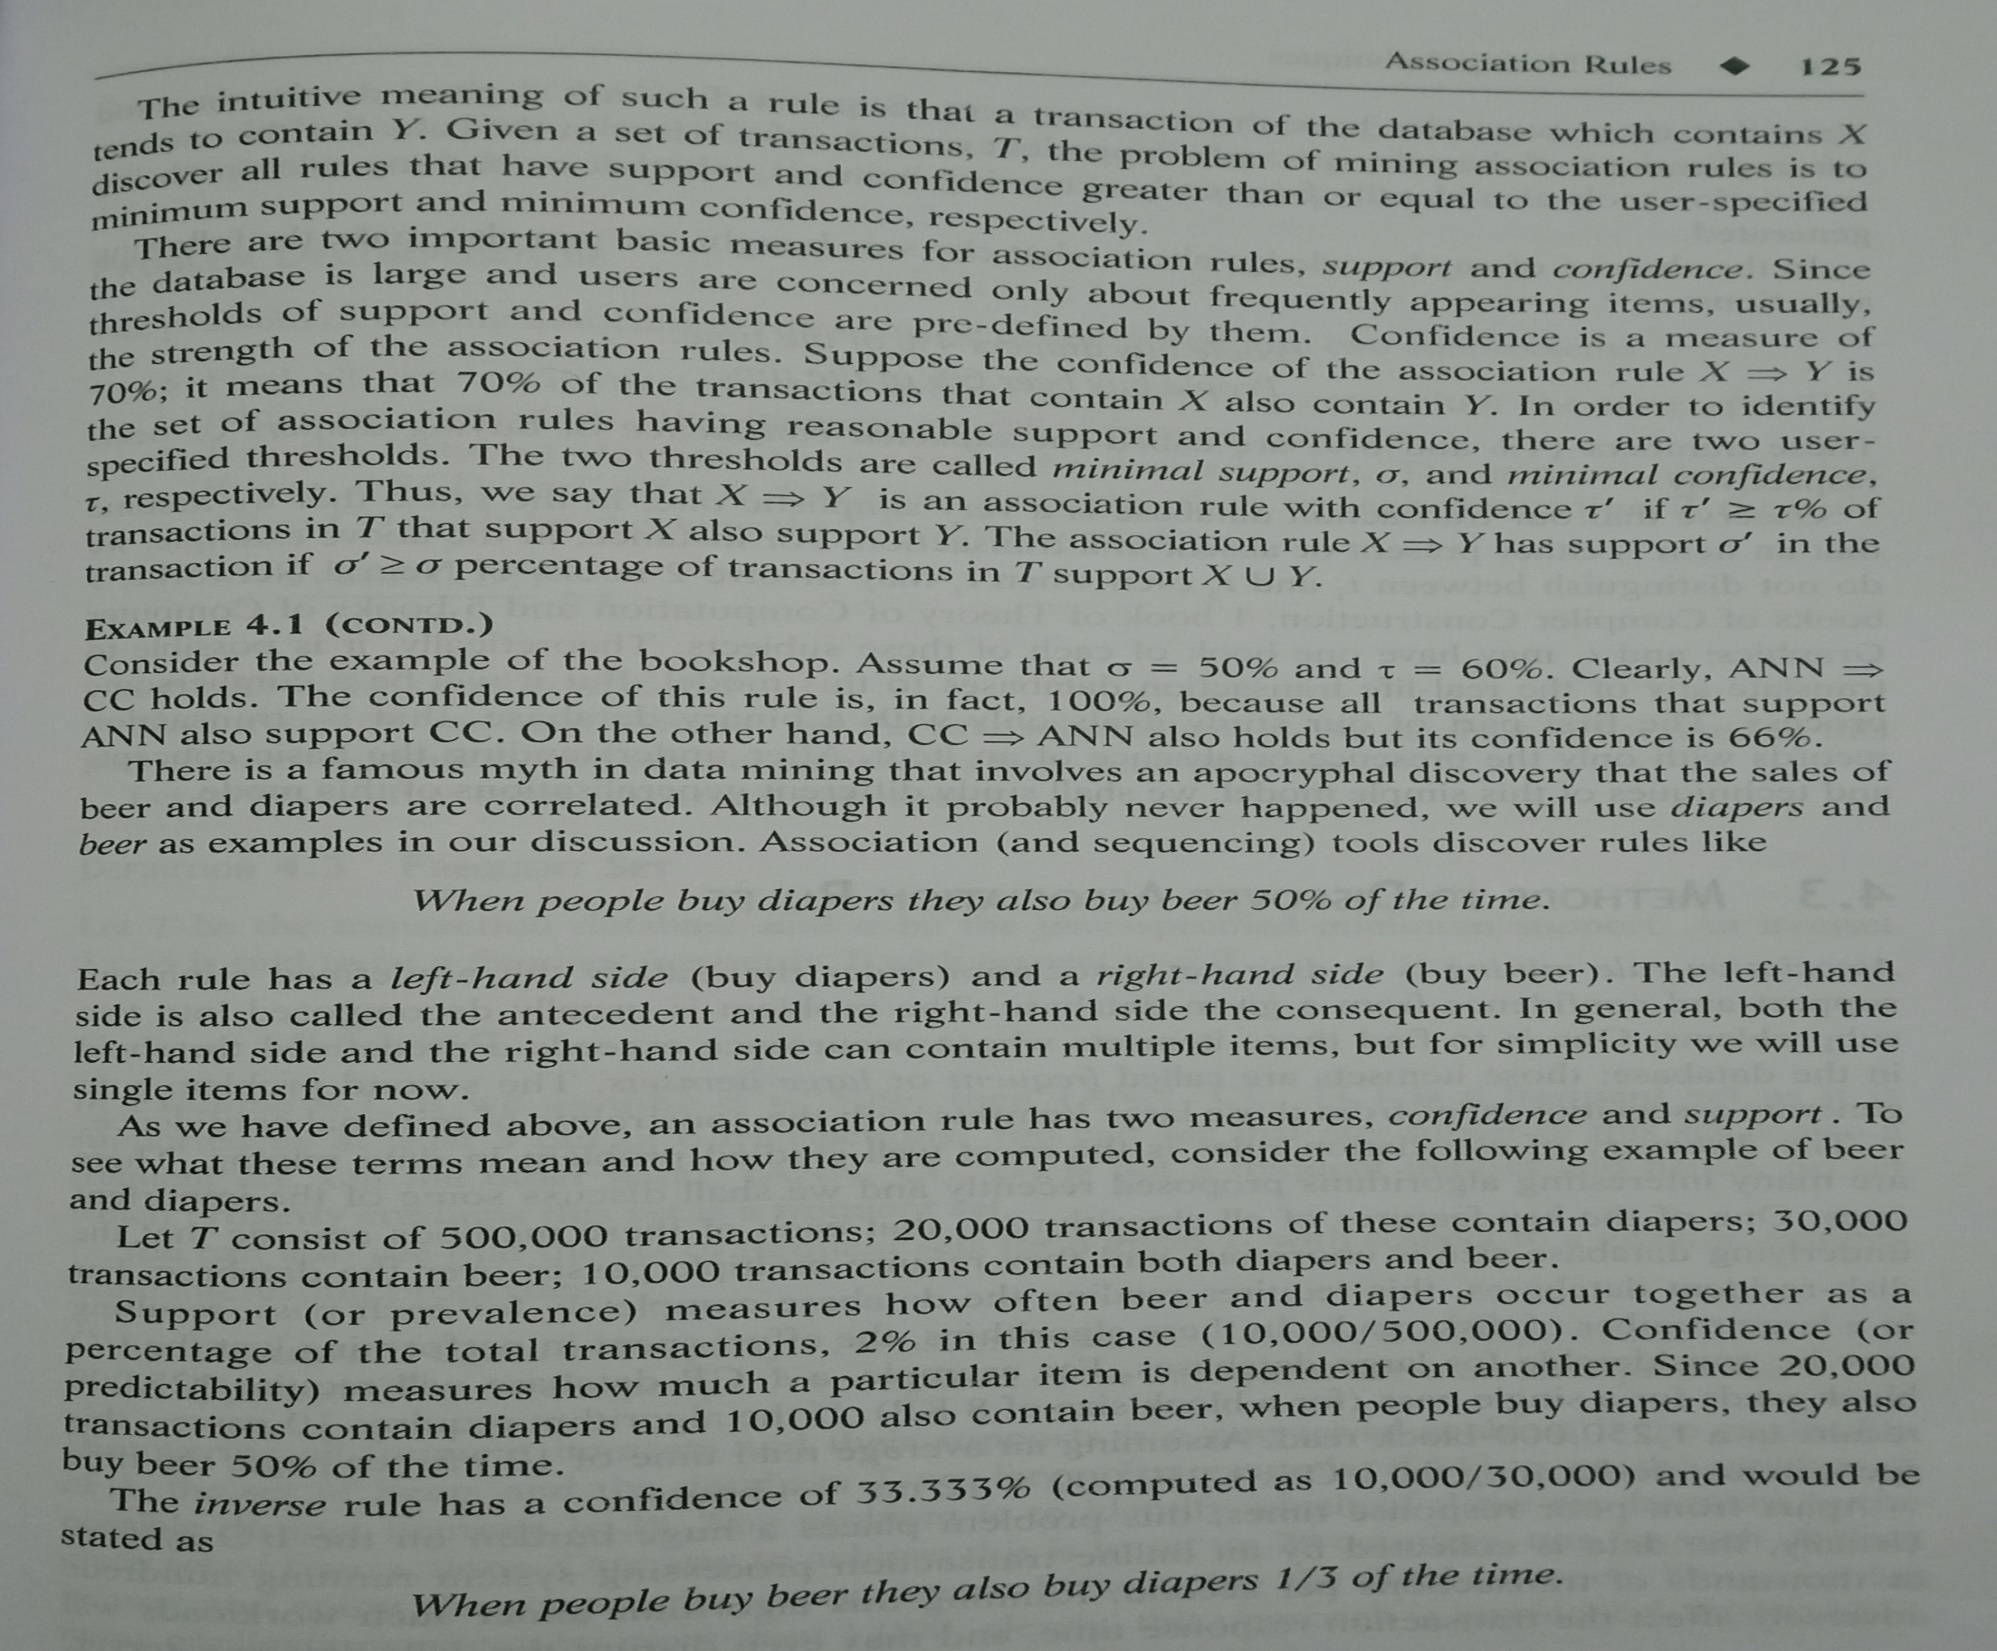 Association Rules ◆ 125
The intuitive meaning of such a rule is that a transaction of the database which contains X
tends to contain Y. Given a set of transactions, T, the problem of mining association rules is to
discover all rules that have support and confidence greater than or equal to the user-specified
minimum support and minimum confidence, respectively.
There are two important basic measures for association rules, support and confidence. Since
the database is large and users are concerned only about frequently appearing items, usually,
thresholds of support and confidence are pre-defined by them. Confidence is a measure of
the strength of the association rules. Suppose the confidence of the association rule X ⇒ Y is
70%; it means that 70% of the transactions that contain X also contain Y. In order to identify
the set of association rules having reasonable support and confidence, there are two user-
specified thresholds. The two thresholds are called minimal support, σ, and minimal confidence,
τ, respectively. Thus, we say that X ⇒ Y is an association rule with confidence τ′ if τ′ ≥ τ% of
transactions in T that support X also support Y. The association rule X ⇒ Y has support σ′ in the
transaction if σ′ ≥ σ percentage of transactions in T support X ∪ Y.
EXAMPLE 4.1 (CONTD.)
Consider the example of the bookshop. Assume that σ = 50% and τ = 60%. Clearly, ANN ⇒
CC holds. The confidence of this rule is, in fact, 100%, because all transactions that support
ANN also support CC. On the other hand, CC ⇒ ANN also holds but its confidence is 66%.
There is a famous myth in data mining that involves an apocryphal discovery that the sales of
beer and diapers are correlated. Although it probably never happened, we will use diapers and
beer as examples in our discussion. Association (and sequencing) tools discover rules like
When people buy diapers they also buy beer 50% of the time.
Each rule has a left-hand side (buy diapers) and a right-hand side (buy beer). The left-hand
side is also called the antecedent and the right-hand side the consequent. In general, both the
left-hand side and the right-hand side can contain multiple items, but for simplicity we will use
single items for now.
As we have defined above, an association rule has two measures, confidence and support. To
see what these terms mean and how they are computed, consider the following example of beer
and diapers.
Let T consist of 500,000 transactions; 20,000 transactions of these contain diapers; 30,000
transactions contain beer; 10,000 transactions contain both diapers and beer.
Support (or prevalence) measures how often beer and diapers occur together as a
percentage of the total transactions, 2% in this case (10,000/500,000). Confidence (or
predictability) measures how much a particular item is dependent on another. Since 20,000
transactions contain diapers and 10,000 also contain beer, when people buy diapers, they also
buy beer 50% of the time.
The inverse rule has a confidence of 33.333% (computed as 10,000/30,000) and would be
stated as
When people buy beer they also buy diapers 1/3 of the time.